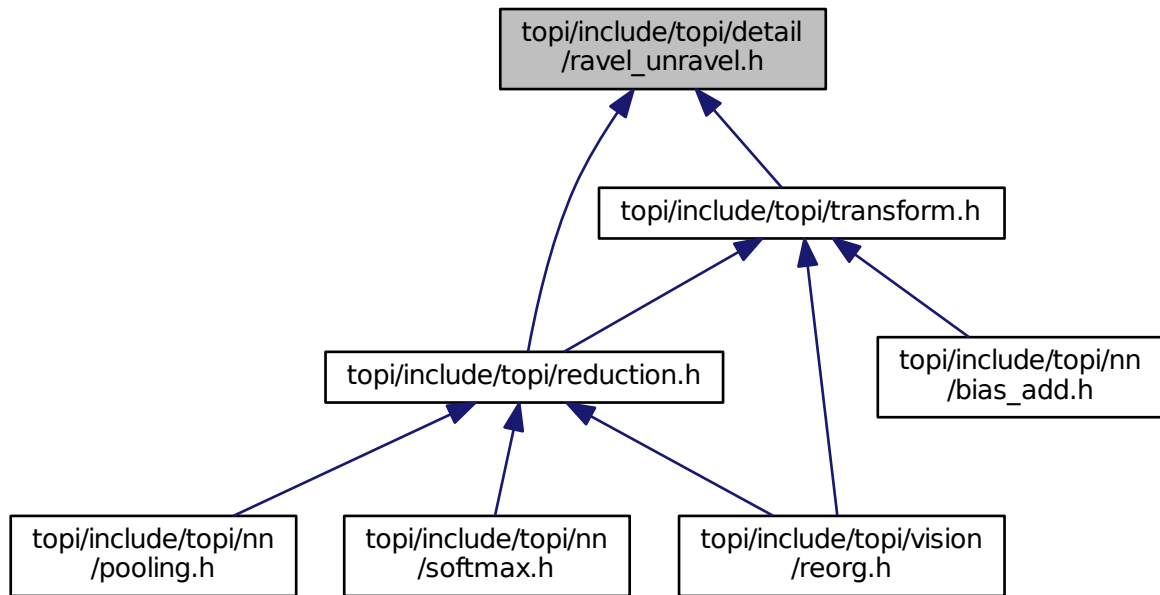 topi/include/topi/detail
/ravel_unravel.h
topi/include/topi/transform.h
topi/include/topi/reduction.h
topi/include/topi/nn
/bias_add.h
topi/include/topi/nn
/pooling.h
topi/include/topi/nn
/softmax.h
topi/include/topi/vision
/reorg.h